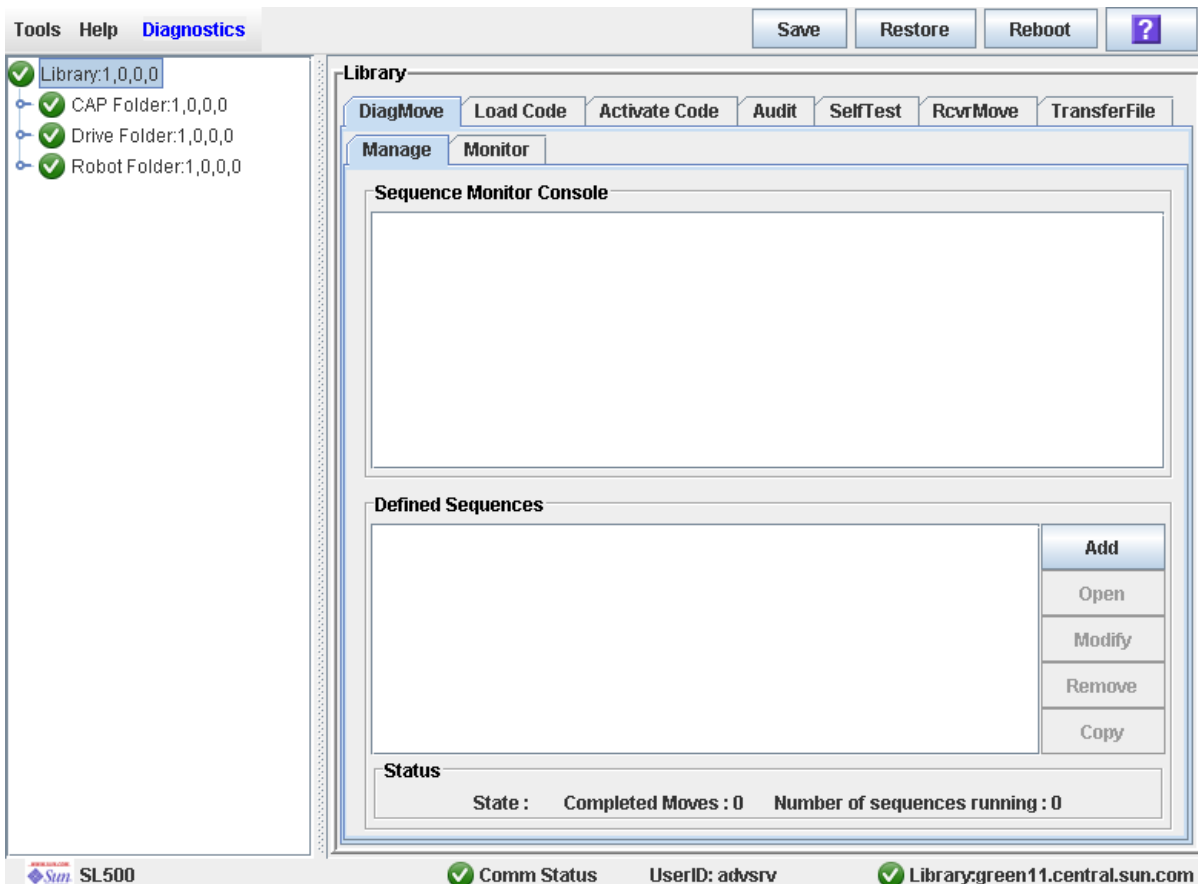 Tools Help Diagnostics Save Restore Reboot ?
Library:1,0,0,0
CAP Folder:1,0,0,0
Drive Folder:1,0,0,0
Robot Folder:1,0,0,0
Library
DiagMove Load Code Activate Code Audit SelfTest RcvrMove TransferFile
Manage Monitor
Sequence Monitor Console
Defined Sequences
Add
Open
Modify
Remove
Copy
Status
State : Completed Moves : 0 Number of sequences running : 0
Sun SL500 Comm Status UserID: advsrv Library:green11.central.sun.com